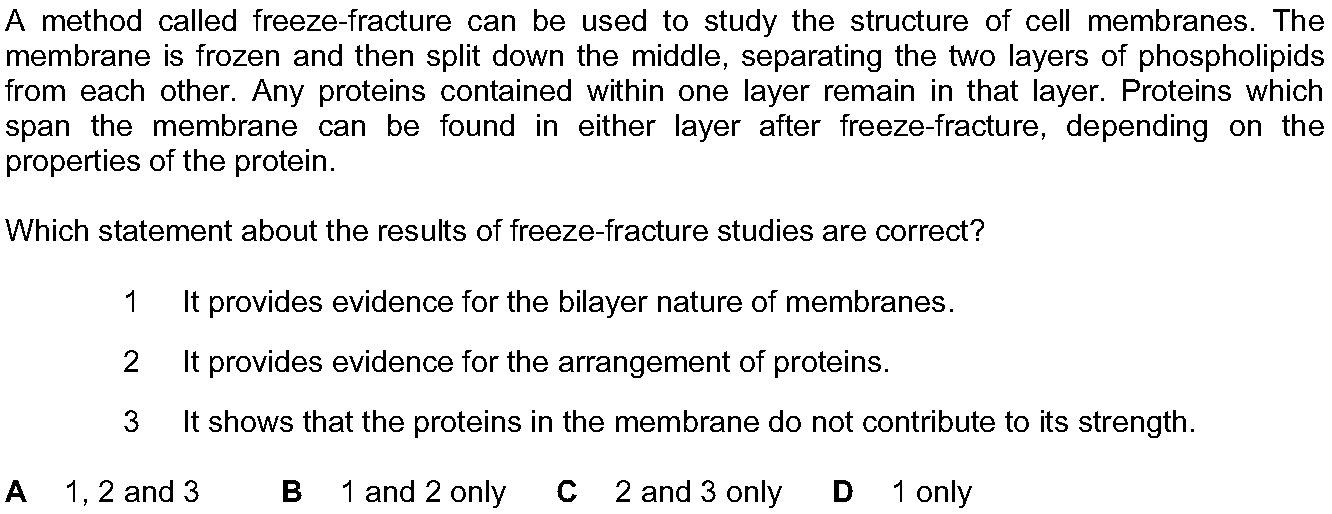 A method called freeze-fracture can be used to study the structure of cell membranes. The
membrane is frozen and then split down the middle, separating the two layers of phospholipids
from each other. Any proteins contained within one layer remain in that layer. Proteins which
span the membrane can be found in either layer after freeze-fracture, depending on the
properties of the protein.
Which statement about the results of freeze-fracture studies are correct?
1 It provides evidence for the bilayer nature of membranes.
2 It provides evidence for the arrangement of proteins.
3 It shows that the proteins in the membrane do not contribute to its strength.
A 1, 2 and 3 B 1 and 2 only C 2 and 3 only D 1 only